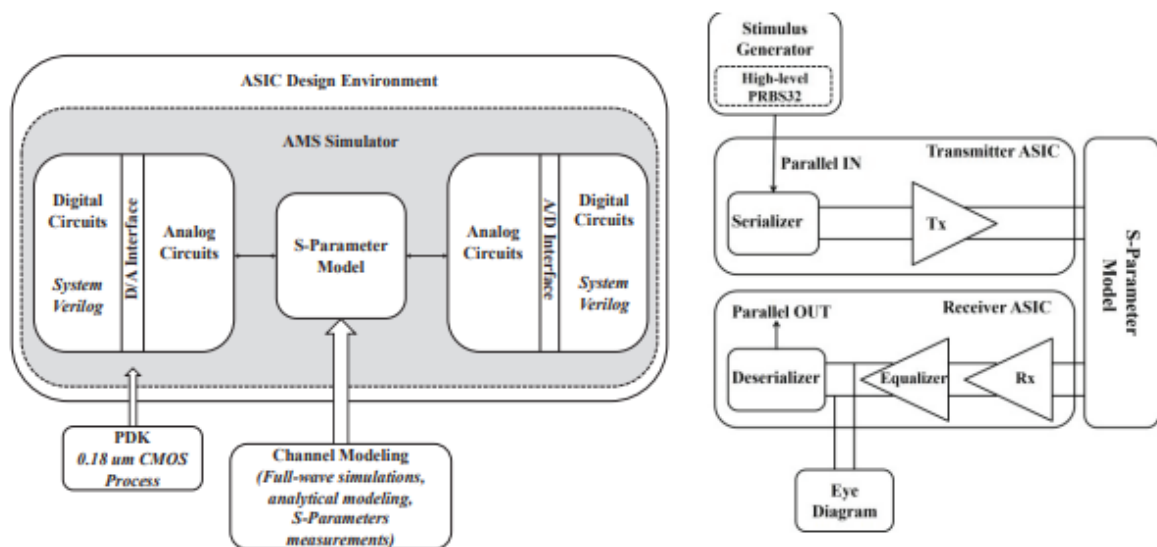 ASIC Design Environment
AMS Simulator
Digital
Circuits
System
Verilog
D/A Interface
Analog
Circuits
S-Parameter
Model
Analog
Circuits
A/D Interface
Digital
Circuits
System
Verilog
PDK
0.18 um CMOS
Process
Channel Modeling
(Full-wave simulations,
analytical modeling,
S-Parameters
measurements)
Stimulus
Generator
High-level
PRBS32
Parallel IN
Transmitter ASIC
Serializer
Tx
S-Parameter
Model
Parallel OUT
Receiver ASIC
Deserializer
Equalizer
Rx
Eye
Diagram